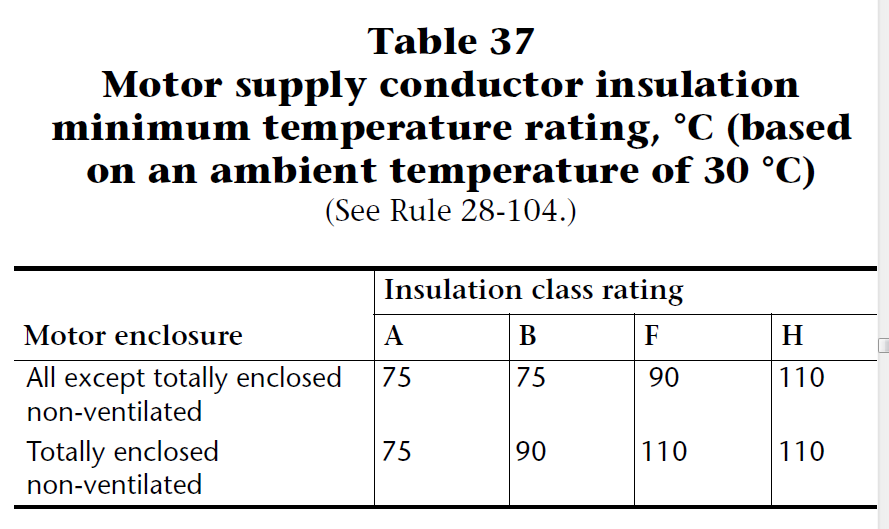 Table 37
Motor supply conductor insulation
minimum temperature rating, °C (based
on an ambient temperature of 30 °C)
(See Rule 28-104.)
Insulation class rating
Motor enclosure A B F H
All except totally enclosed 75 75 90 110
non-ventilated
Totally enclosed 75 90 110 110
non-ventilated